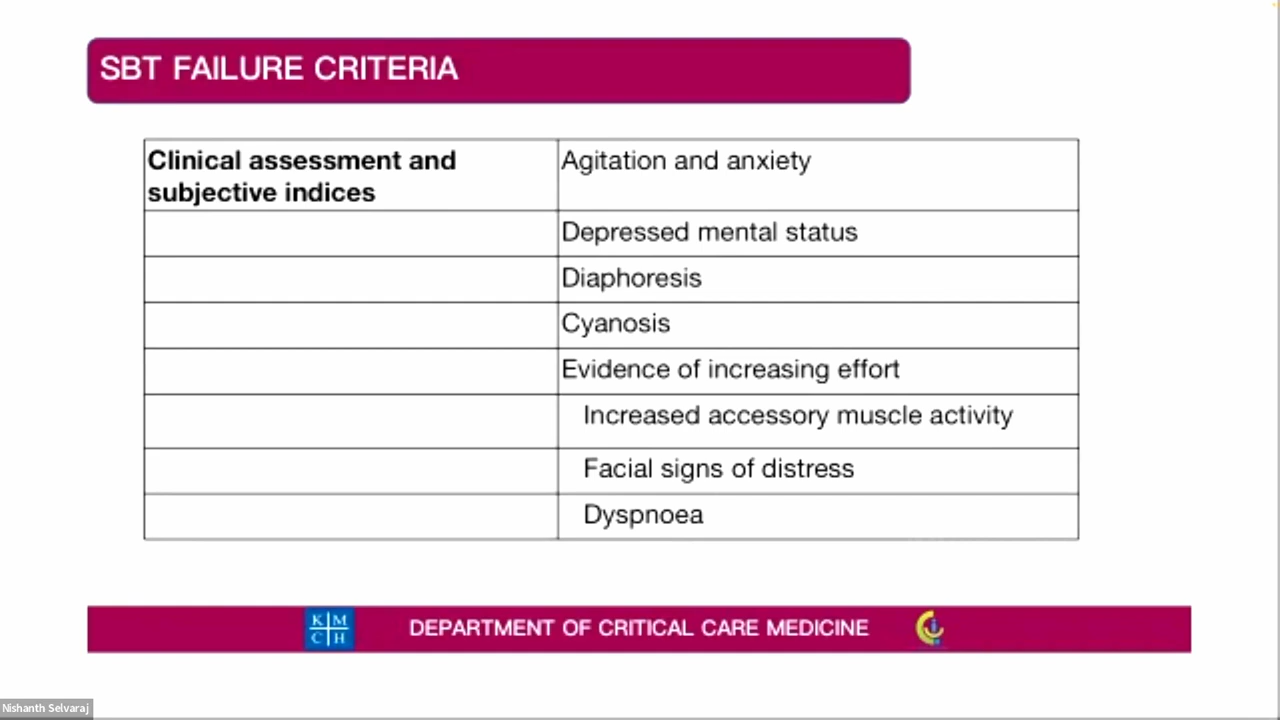 SBT FAILURE CRITERIA
Clinical assessment and
subjective indices
Agitation and anxiety
Depressed mental status
Diaphoresis
Cyanosis
Evidence of increasing effort
Increased accessory muscle activity
Facial signs of distress
Dyspnoea
K M
C H
DEPARTMENT OF CRITICAL CARE MEDICINE
Nishanth Selvaraj